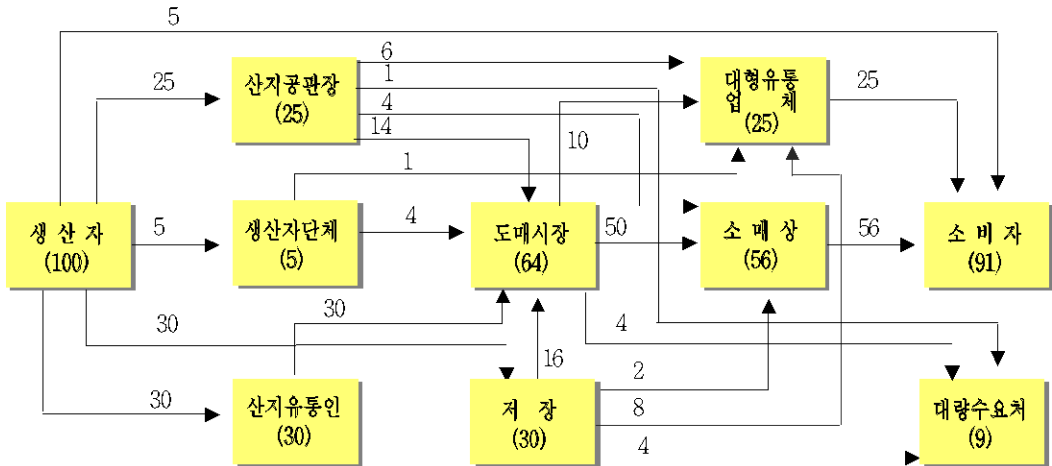 5
6
1
4
14
25
산지공판장
(25)
대형유통
업 체
(25)
25
10
1
생 산 자
(100)
5
생산자단체
(5)
4
도매시장
(64)
50
소 매 상
(56)
56
소 비 자
(91)
30
30
4
30
산지유통인
(30)
16
저 장
(30)
2
8
4
대량수요처
(9)